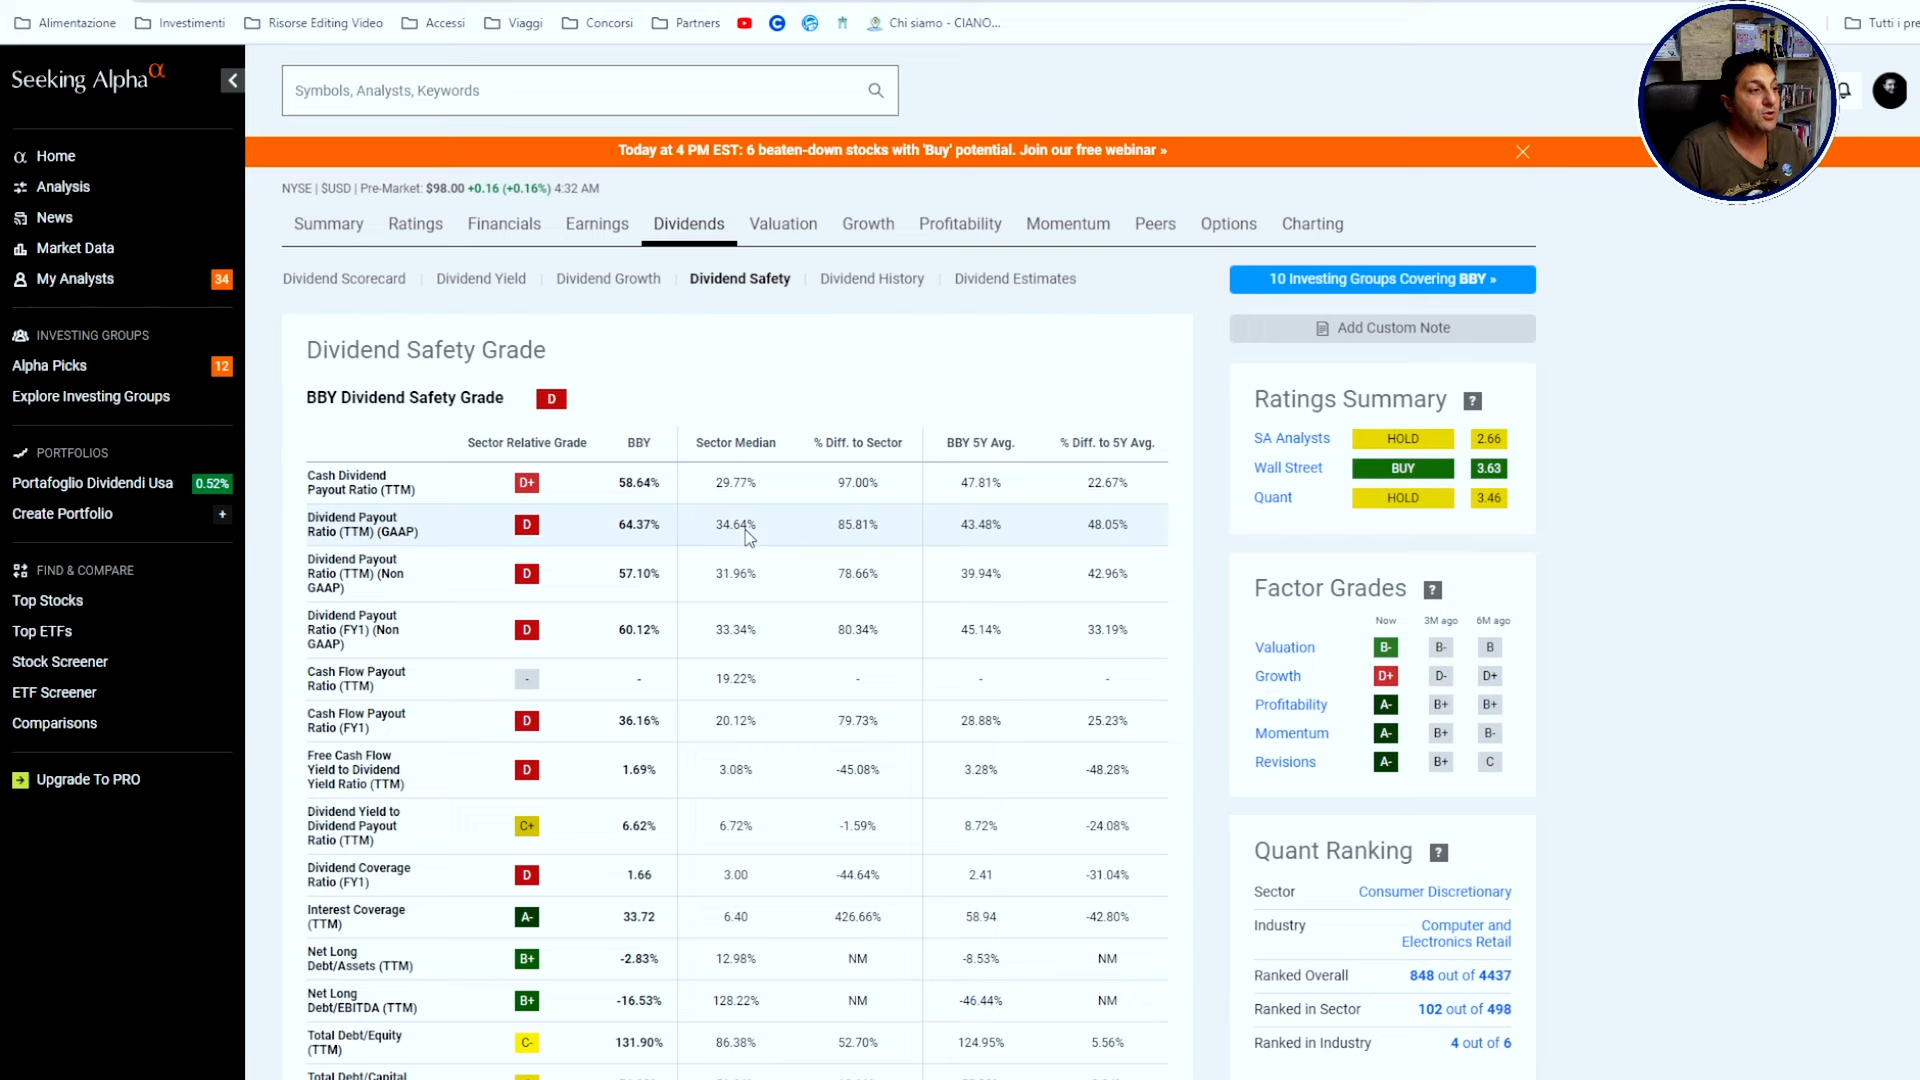 Alimentazione
Investimenti
Risorse Editing Video
Accessi
Viaggi
Concorsi
Partners
Chi siamo - CIANO...
Tutti i pre
Seeking Alpha α
Symbols, Analysts, Keywords
Today at 4 PM EST: 6 beaten-down stocks with 'Buy' potential. Join our free webinar »
Home
Analysis
News
Market Data
My Analysts 34
INVESTING GROUPS
Alpha Picks 12
Explore Investing Groups
PORTFOLIOS
Portafoglio Dividendi Usa 0.52%
Create Portfolio +
FIND & COMPARE
Top Stocks
Top ETFs
Stock Screener
ETF Screener
Comparisons
Upgrade To PRO
NYSE | $USD | Pre-Market: $98.00 +0.16 (+0.16%) 4:32 AM
Summary Ratings Financials Earnings Dividends Valuation Growth Profitability Momentum Peers Options Charting
Dividend Scorecard | Dividend Yield | Dividend Growth | Dividend Safety | Dividend History | Dividend Estimates
Dividend Safety Grade
BBY Dividend Safety Grade D
Sector Relative Grade BBY Sector Median % Diff. to Sector BBY 5Y Avg. % Diff. to 5Y Avg.
Cash Dividend
Payout Ratio (TTM) D+ 58.64% 29.77% 97.00% 47.81% 22.67%
Dividend Payout
Ratio (TTM) (GAAP) D 64.37% 34.64% 85.81% 43.48% 48.05%
Dividend Payout
Ratio (TTM) (Non D 57.10% 31.96% 78.66% 39.94% 42.96%
GAAP)
Dividend Payout
Ratio (FY1) (Non D 60.12% 33.34% 80.34% 45.14% 33.19%
GAAP)
Cash Flow Payout
Ratio (TTM) - - 19.22% - - -
Cash Flow Payout
Ratio (FY1) D 36.16% 20.12% 79.73% 28.88% 25.23%
Free Cash Flow
Yield to Dividend D 1.69% 3.08% -45.08% 3.28% -48.28%
Yield Ratio (TTM)
Dividend Yield to
Dividend Payout C+ 6.62% 6.72% -1.59% 8.72% -24.08%
Ratio (TTM)
Dividend Coverage
Ratio (FY1) D 1.66 3.00 -44.64% 2.41 -31.04%
Interest Coverage
(TTM) A- 33.72 6.40 426.66% 58.94 -42.80%
Net Long
Debt/Assets (TTM) B+ -2.83% 12.98% NM -8.53% NM
Net Long
Debt/EBITDA (TTM) B+ -16.53% 128.22% NM -46.44% NM
Total Debt/Equity
(TTM) C- 131.90% 86.38% 52.70% 124.95% 5.56%
Total Debt/Capital
10 Investing Groups Covering BBY »
Add Custom Note
Ratings Summary ?
SA Analysts HOLD 2.66
Wall Street BUY 3.63
Quant HOLD 3.46
Factor Grades ?
Now 3M ago 6M ago
Valuation B- B- B
Growth D+ D- D+
Profitability A- B+ B+
Momentum A- B+ B-
Revisions A- B+ C
Quant Ranking ?
Sector Consumer Discretionary
Industry Computer and
Electronics Retail
Ranked Overall 848 out of 4437
Ranked in Sector 102 out of 498
Ranked in Industry 4 out of 6